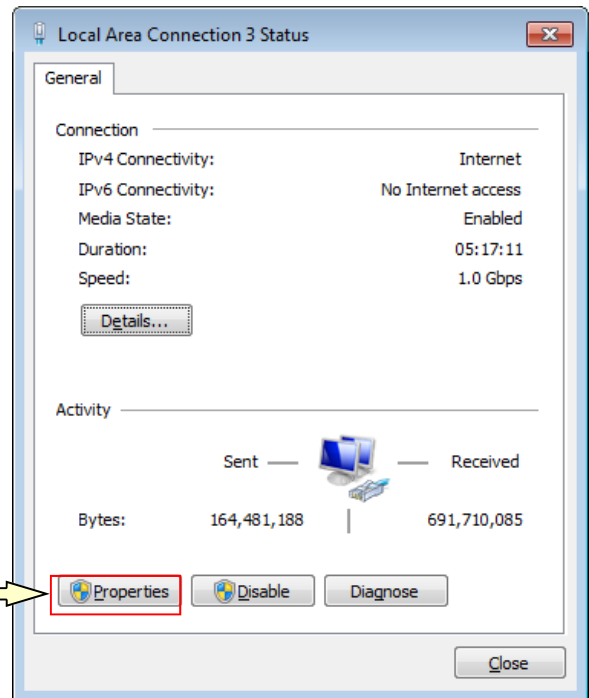 Local Area Connection 3 Status
General
Connection
IPv4 Connectivity: Internet
IPv6 Connectivity: No Internet access
Media State: Enabled
Duration: 05:17:11
Speed: 1.0 Gbps
Details...
Activity
Sent Received
Bytes: 164,481,188 691,710,085
Properties Disable Diagnose
Close